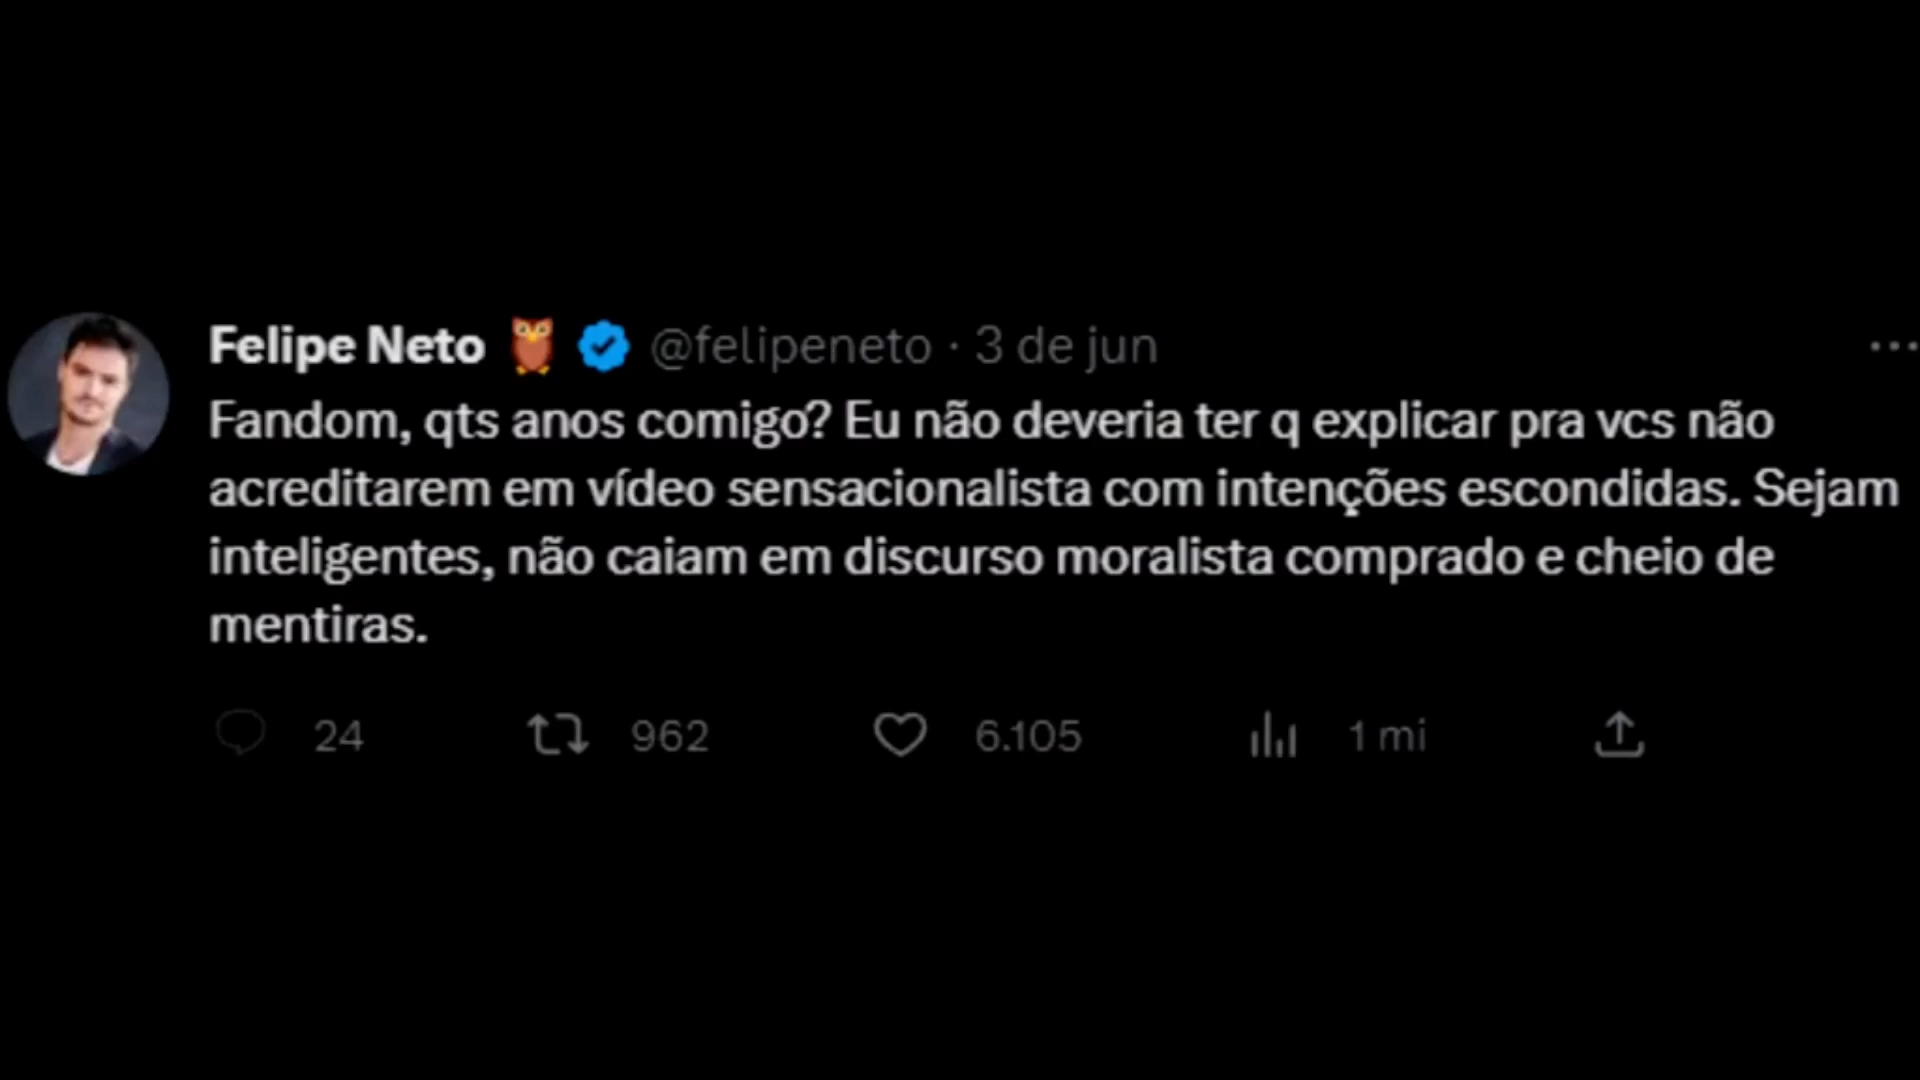 Felipe Neto 🦉 @felipeneto · 3 de jun
Fandom, qts anos comigo? Eu não deveria ter q explicar pra vcs não
acreditarem em vídeo sensacionalista com intenções escondidas. Sejam
inteligentes, não caiam em discurso moralista comprado e cheio de
mentiras.
24 962 6.105 1 mi